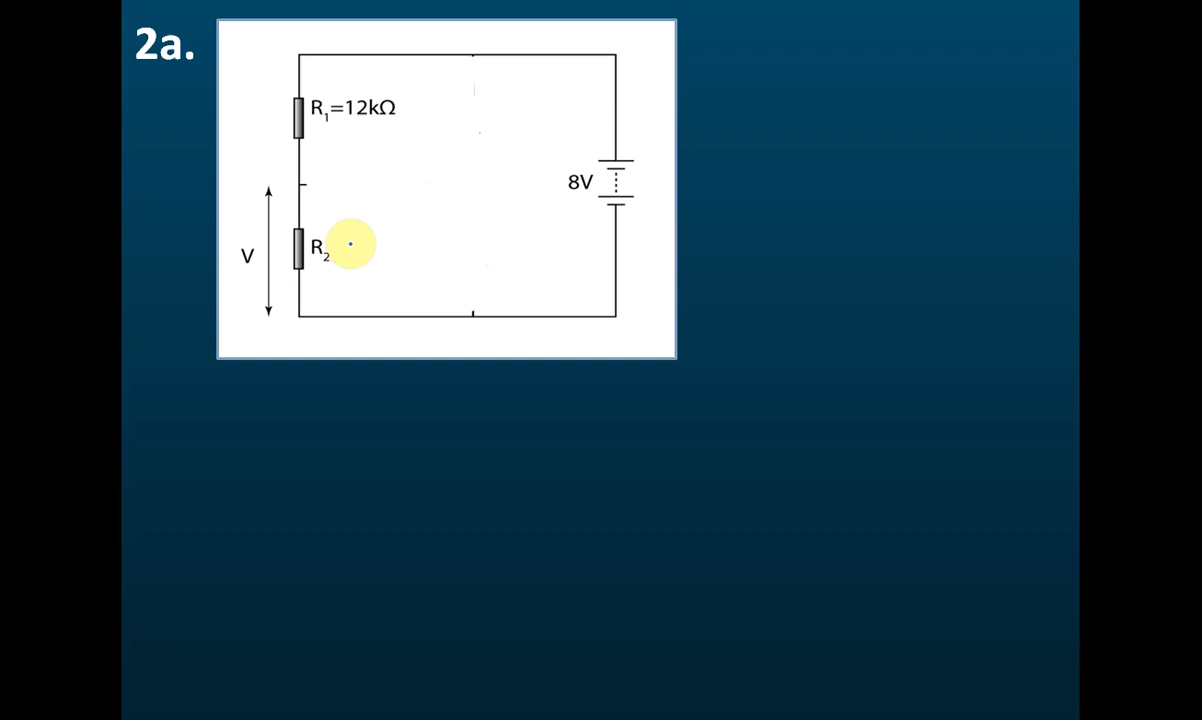 2a.
R₁=12kΩ
8V
V
R₂